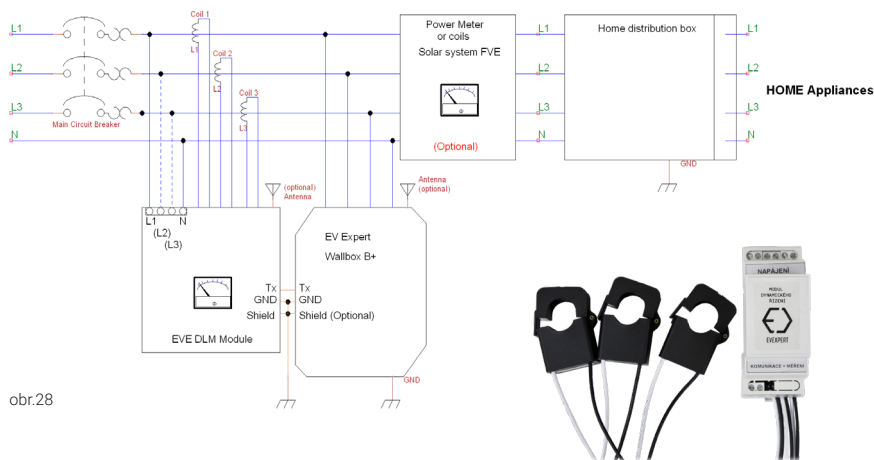 Coil 1
L1
Coil 2
L2
Coil 3
L3
L1
L2
L3
N
Main Circuit Breaker
Power Meter
or coils
Solar system FVE
(Optional)
L1
L2
L3
N
Home distribution box
GND
L1
L2
L3
N
HOME Appliances
(optional)
Antenna
Antenna
(optional)
L1
N
(L2)
(L3)
Tx
GND
Shield
EVE DLM Module
EV Expert
Wallbox B+
Tx
GND
Shield (Optional)
GND
NAPÁJENÍ
MODUL
DYNAMICKÉHO
ŘÍZENÍ
EVEXPERT
KOMUNIKACE + MĚŘENÍ
obr.28